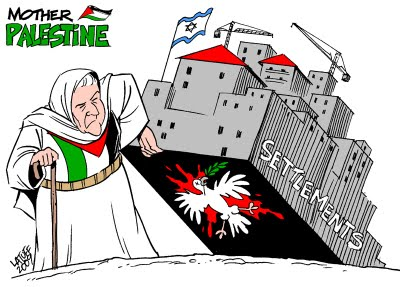 MOTHER
PALESTINE
SETTLEMENTS
LATUFF
2009